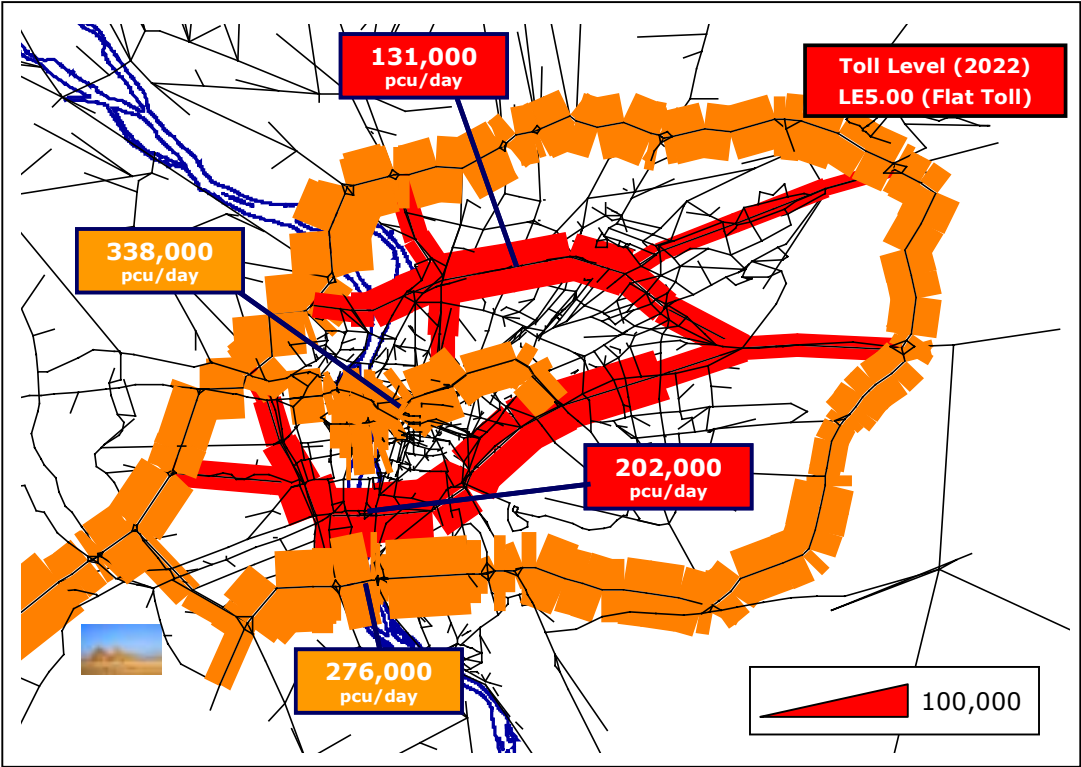 131,000
pcu/day
Toll Level (2022)
LE5.00 (Flat Toll)
338,000
pcu/day
202,000
pcu/day
276,000
pcu/day
100,000